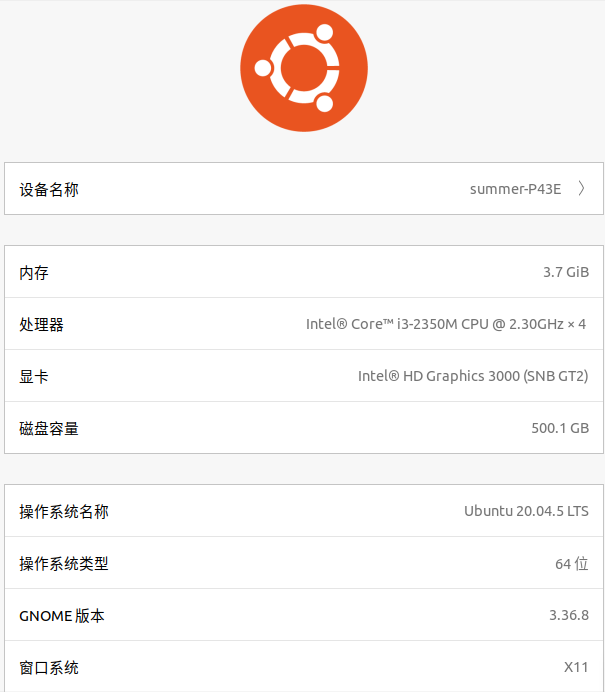 设备名称 summer-P43E
内存 3.7 GiB
处理器 Intel® Core™ i3-2350M CPU @ 2.30GHz × 4
显卡 Intel® HD Graphics 3000 (SNB GT2)
磁盘容量 500.1 GB
操作系统名称 Ubuntu 20.04.5 LTS
操作系统类型 64 位
GNOME 版本 3.36.8
窗口系统 X11